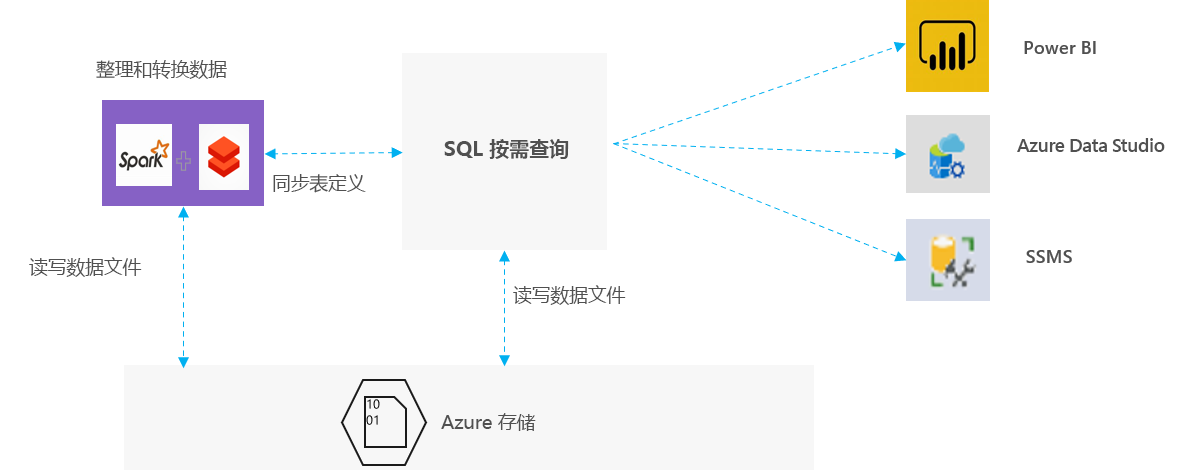 整理和转换数据
Spark
同步表定义
读写数据文件
SQL 按需查询
读写数据文件
10
01
Azure 存储
Power BI
Azure Data Studio
SSMS